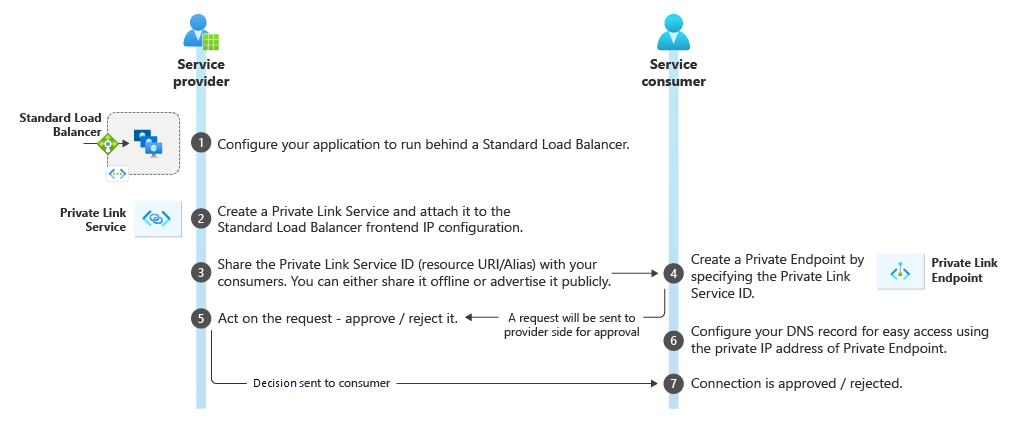 Service
provider
Service
consumer
Standard Load
Balancer
1 Configure your application to run behind a Standard Load Balancer.
Private Link
Service
2 Create a Private Link Service and attach it to the
Standard Load Balancer frontend IP configuration.
3 Share the Private Link Service ID (resource URI/Alias) with your
consumers. You can either share it offline or advertise it publicly.
4 Create a Private Endpoint by
specifying the Private Link
Service ID.
Private Link
Endpoint
5 Act on the request - approve / reject it.
A request will be sent to
provider side for approval
6 Configure your DNS record for easy access using
the private IP address of Private Endpoint.
Decision sent to consumer
7 Connection is approved / rejected.